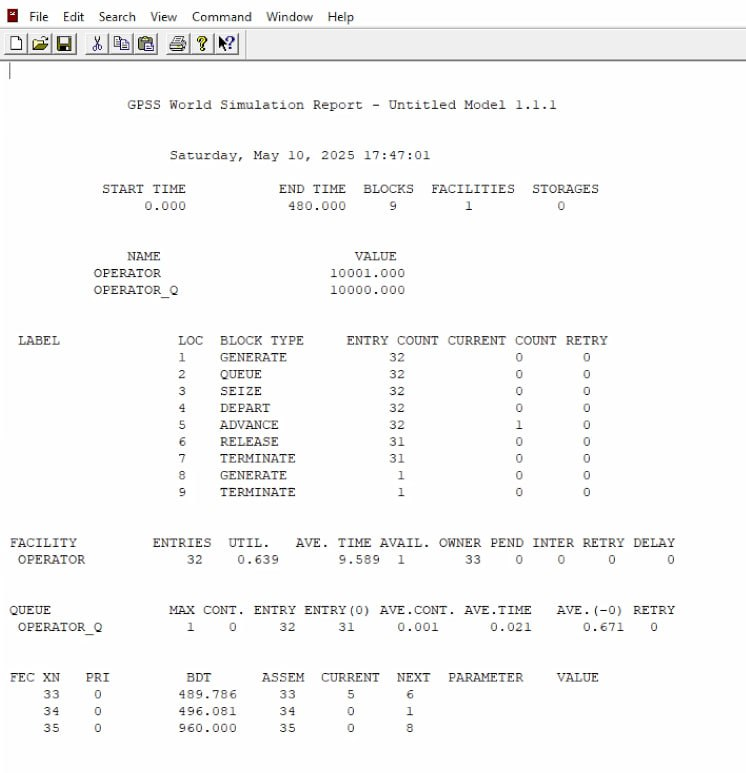 File Edit Search View Command Window Help
GPSS World Simulation Report - Untitled Model 1.1.1
Saturday, May 10, 2025 17:47:01
START TIME END TIME BLOCKS FACILITIES STORAGES
0.000 480.000 9 1 0
NAME VALUE
OPERATOR 10001.000
OPERATOR_Q 10000.000
LABEL LOC BLOCK TYPE ENTRY COUNT CURRENT COUNT RETRY
1 GENERATE 32 0 0
2 QUEUE 32 0 0
3 SEIZE 32 0 0
4 DEPART 32 0 0
5 ADVANCE 32 1 0
6 RELEASE 31 0 0
7 TERMINATE 31 0 0
8 GENERATE 1 0 0
9 TERMINATE 1 0 0
FACILITY ENTRIES UTIL. AVE. TIME AVAIL. OWNER PEND INTER RETRY DELAY
OPERATOR 32 0.639 9.589 1 33 0 0 0 0
QUEUE MAX CONT. ENTRY ENTRY(0) AVE.CONT. AVE.TIME AVE.(-0) RETRY
OPERATOR_Q 1 0 32 31 0.001 0.021 0.671 0
FEC XN PRI BDT ASSEM CURRENT NEXT PARAMETER VALUE
33 0 489.786 33 5 6
34 0 496.081 34 0 1
35 0 960.000 35 0 8